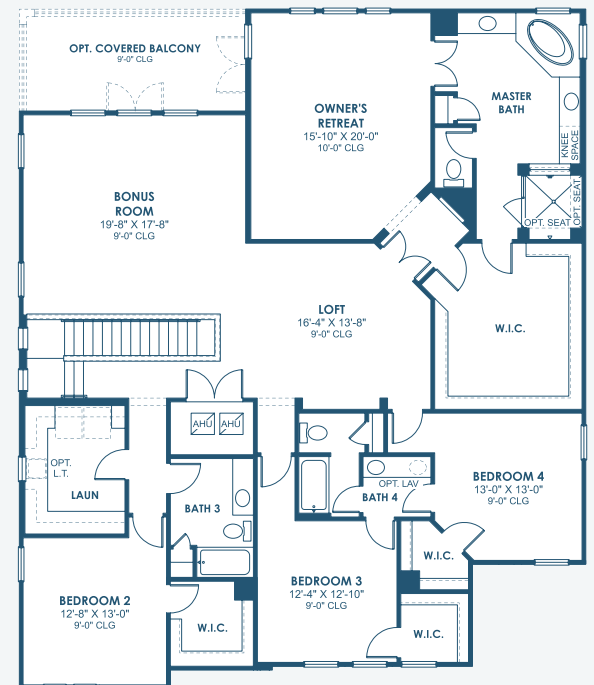 OPT. COVERED BALCONY
9'-0" CLG
OWNER'S
RETREAT
15'-10" X 20'-0"
10'-0" CLG
MASTER
BATH
KNEE
SPACE
OPT. SEAT
OPT. SEAT
BONUS
ROOM
19'-8" X 17'-8"
9'-0" CLG
LOFT
16'-4" X 13'-8"
9'-0" CLG
W.I.C.
AHU
AHU
OPT.
L.T.
LAUN
BATH 3
OPT. LAV
BATH 4
BEDROOM 4
13'-0" X 13'-0"
9'-0" CLG
W.I.C.
BEDROOM 3
12'-4" X 12'-10"
9'-0" CLG
BEDROOM 2
12'-8" X 13'-0"
9'-0" CLG
W.I.C.
W.I.C.